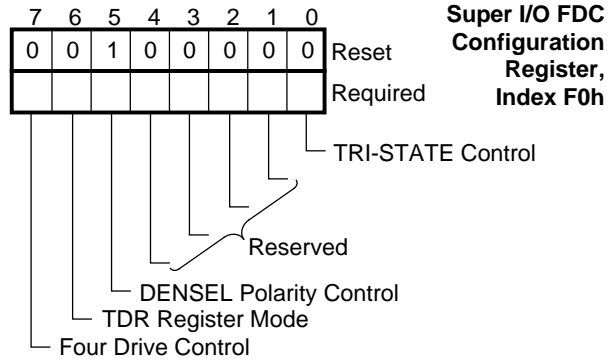 7 6 5 4 3 2 1 0
Super I/O FDC
Configuration
Register,
Index F0h
0 0 1 0 0 0 0 0 Reset
Required
TRI-STATE Control
Reserved
DENSEL Polarity Control
TDR Register Mode
Four Drive Control